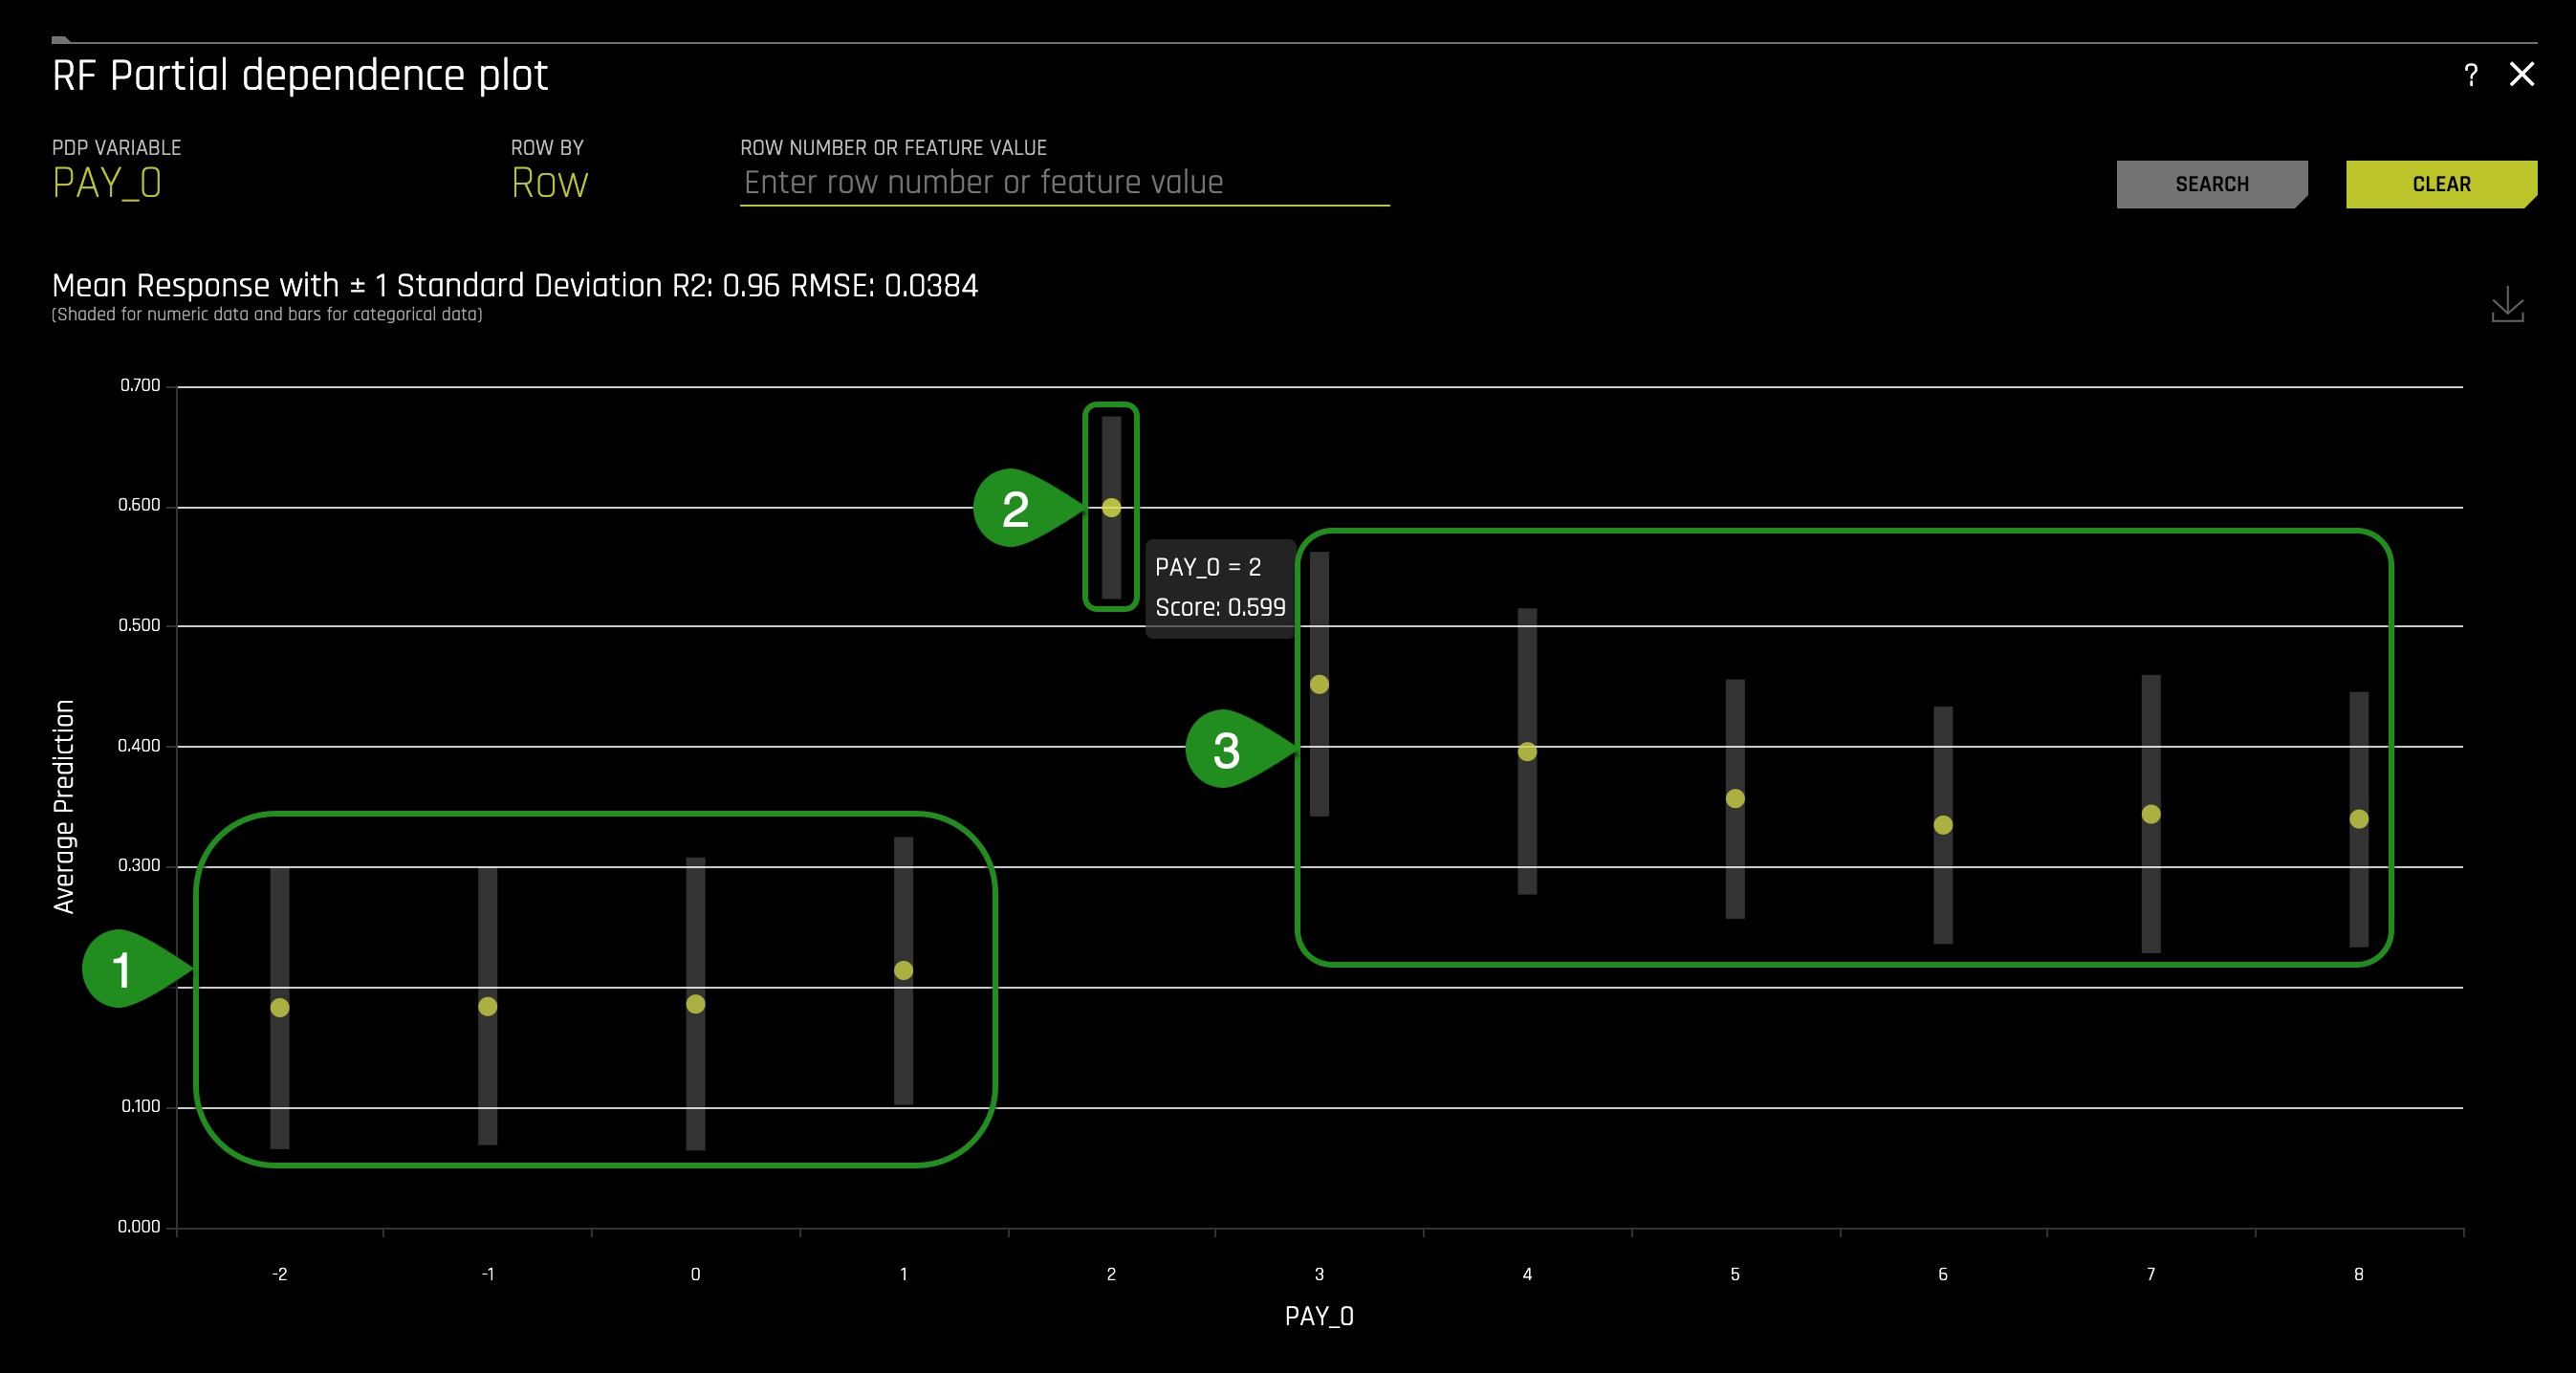 RF Partial dependence plot
?
PDP VARIABLE
ROW BY
ROW NUMBER OR FEATURE VALUE
PAY_0
Row
Enter row number or feature value
SEARCH
CLEAR
Mean Response with ± 1 Standard Deviation R2: 0.96 RMSE: 0.0384
(Shaded for numeric data and bars for categorical data)
0.700
0.600
0.500
0.400
0.300
0.100
0.000
Average Prediction
2
PAY_0 = 2
Score: 0.599
3
1
-2
-1
0
1
2
3
4
5
6
7
8
PAY_0